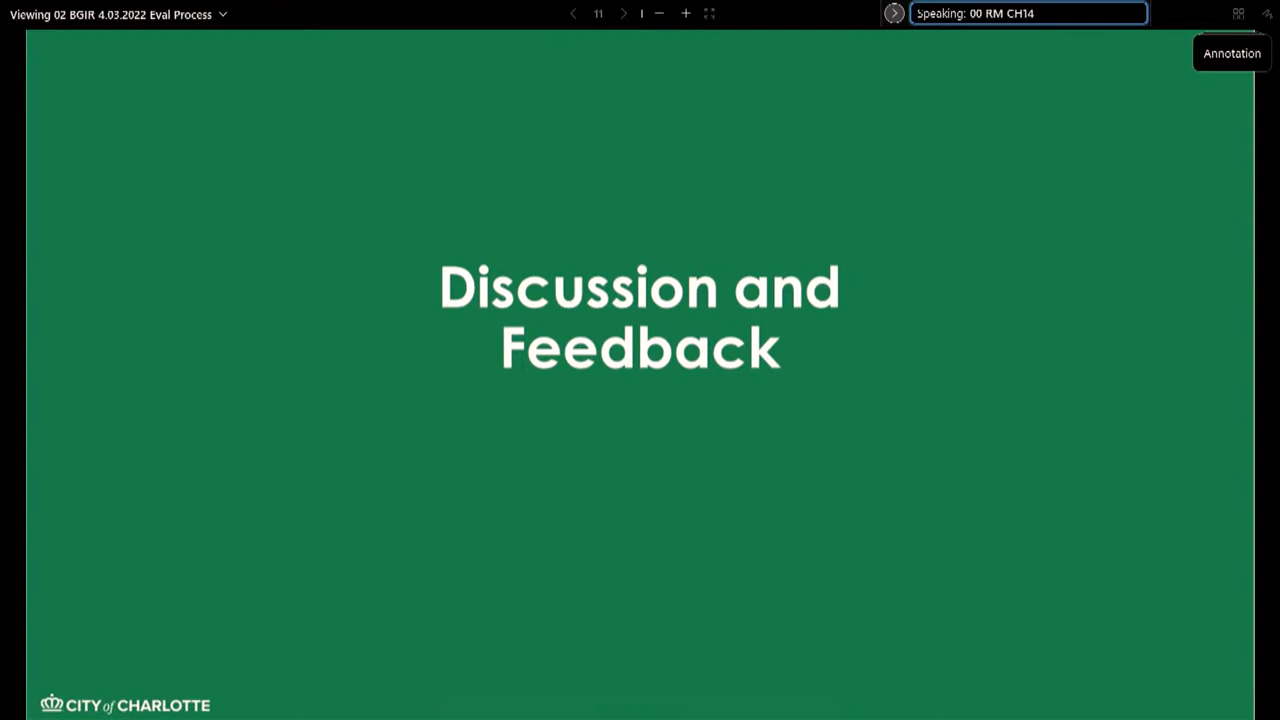 Viewing 02 BGIR 4.03.2022 Eval Process
11
Speaking: 00 RM CH14
Annotation
Discussion and
Feedback
CITY of CHARLOTTE